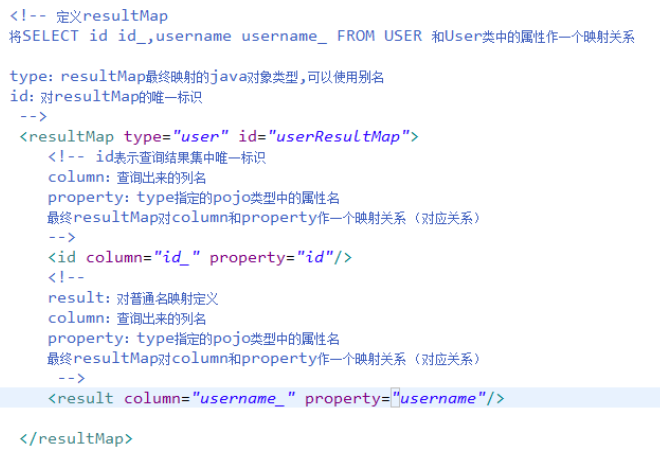 <!-- 定义resultMap
将SELECT id id_,username username_ FROM USER 和User类中的属性作一个映射关系
type：resultMap最终映射的java对象类型,可以使用别名
id：对resultMap的唯一标识
-->
<resultMap type="user" id="userResultMap">
<!-- id表示查询结果集中唯一标识
column：查询出来的列名
property：type指定的pojo类型中的属性名
最终resultMap对column和property作一个映射关系（对应关系）
-->
<id column="id_" property="id"/>
<!--
result：对普通名映射定义
column：查询出来的列名
property：type指定的pojo类型中的属性名
最终resultMap对column和property作一个映射关系（对应关系）
-->
<result column="username_" property="username"/>
</resultMap>